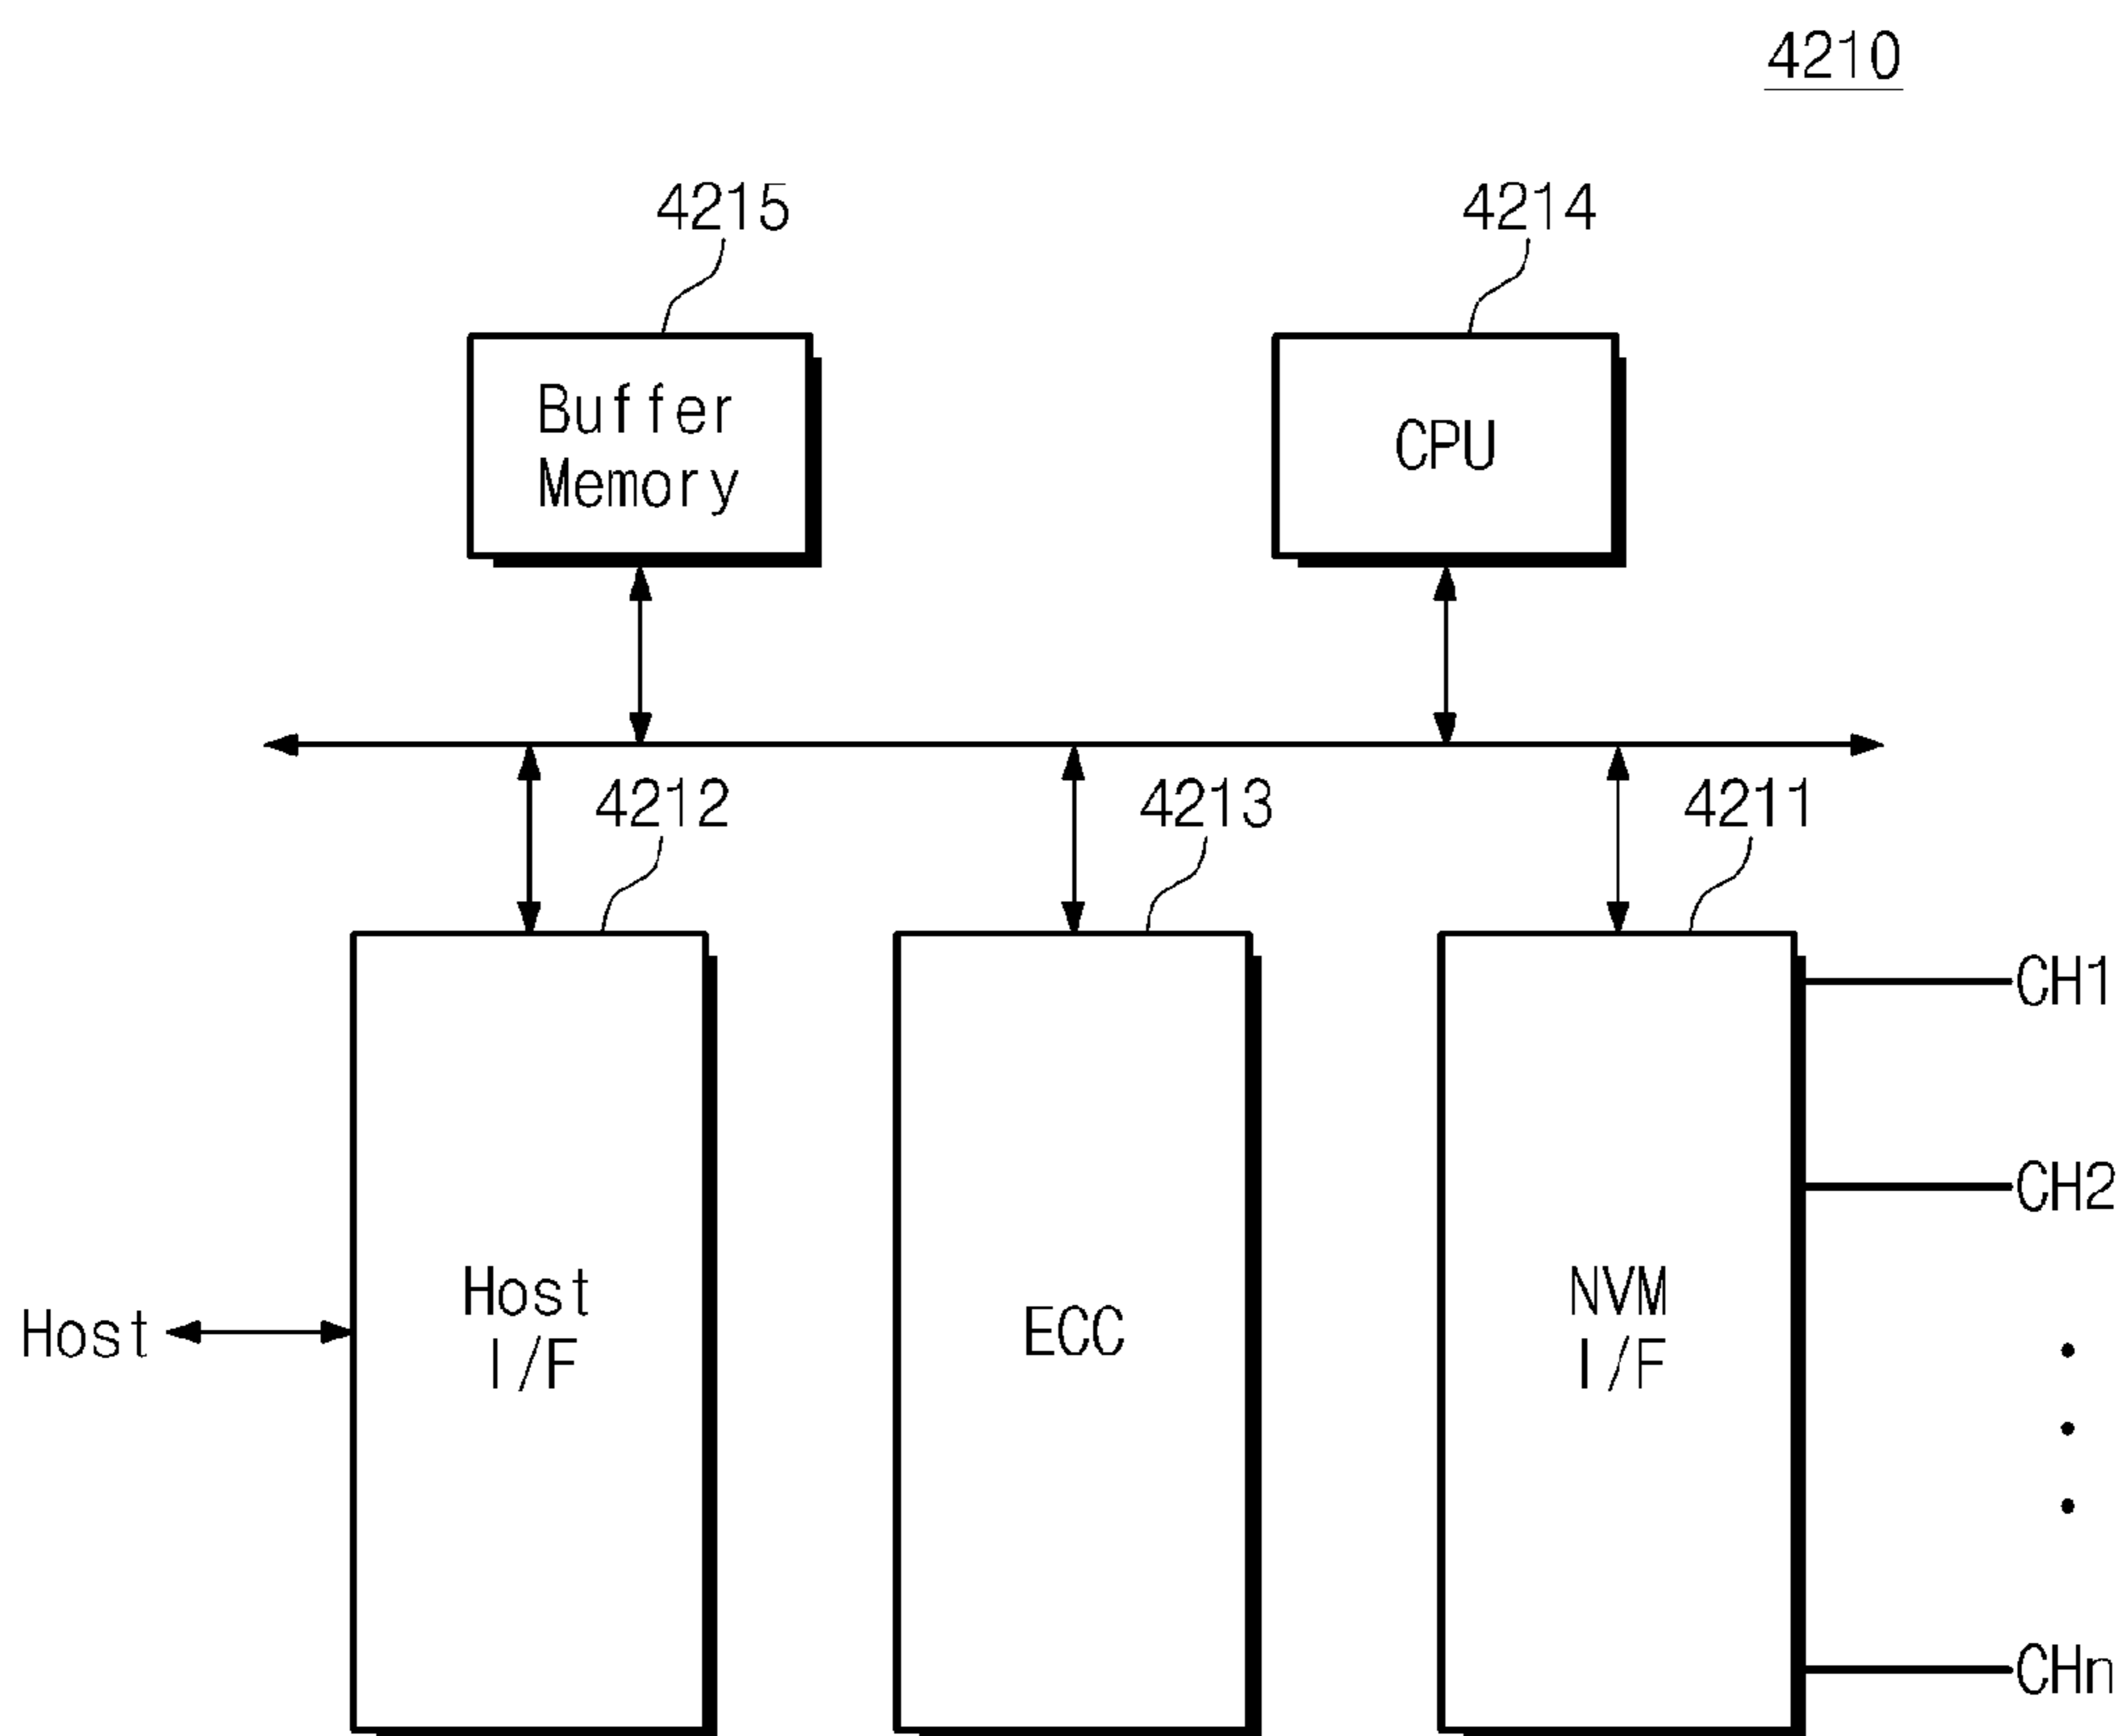 4210
4215
4214
Buffer
Memory
CPU
4212
4213
4211
CH1
CH2
Host
Host
I/F
ECC
NVM
I/F
CHn